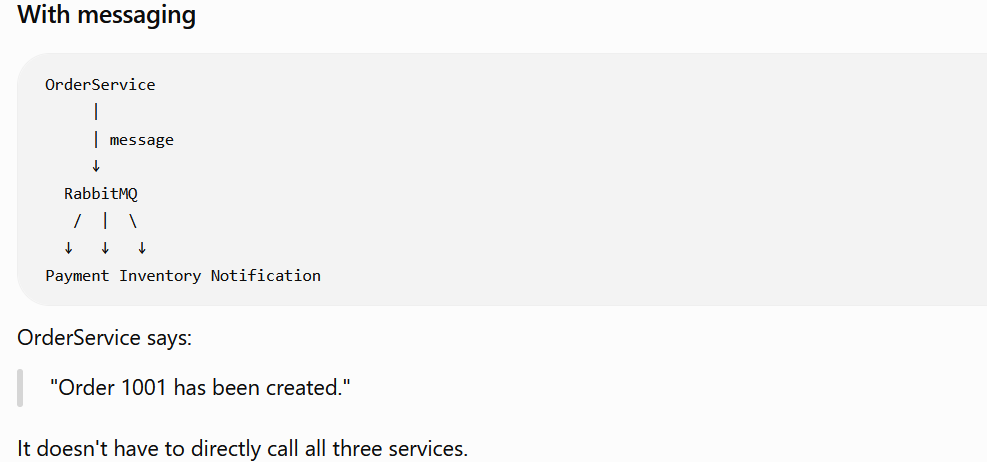 With messaging
OrderService
|
| message
↓
RabbitMQ
/ | \
↓ ↓ ↓
Payment Inventory Notification
OrderService says:
"Order 1001 has been created."
It doesn't have to directly call all three services.